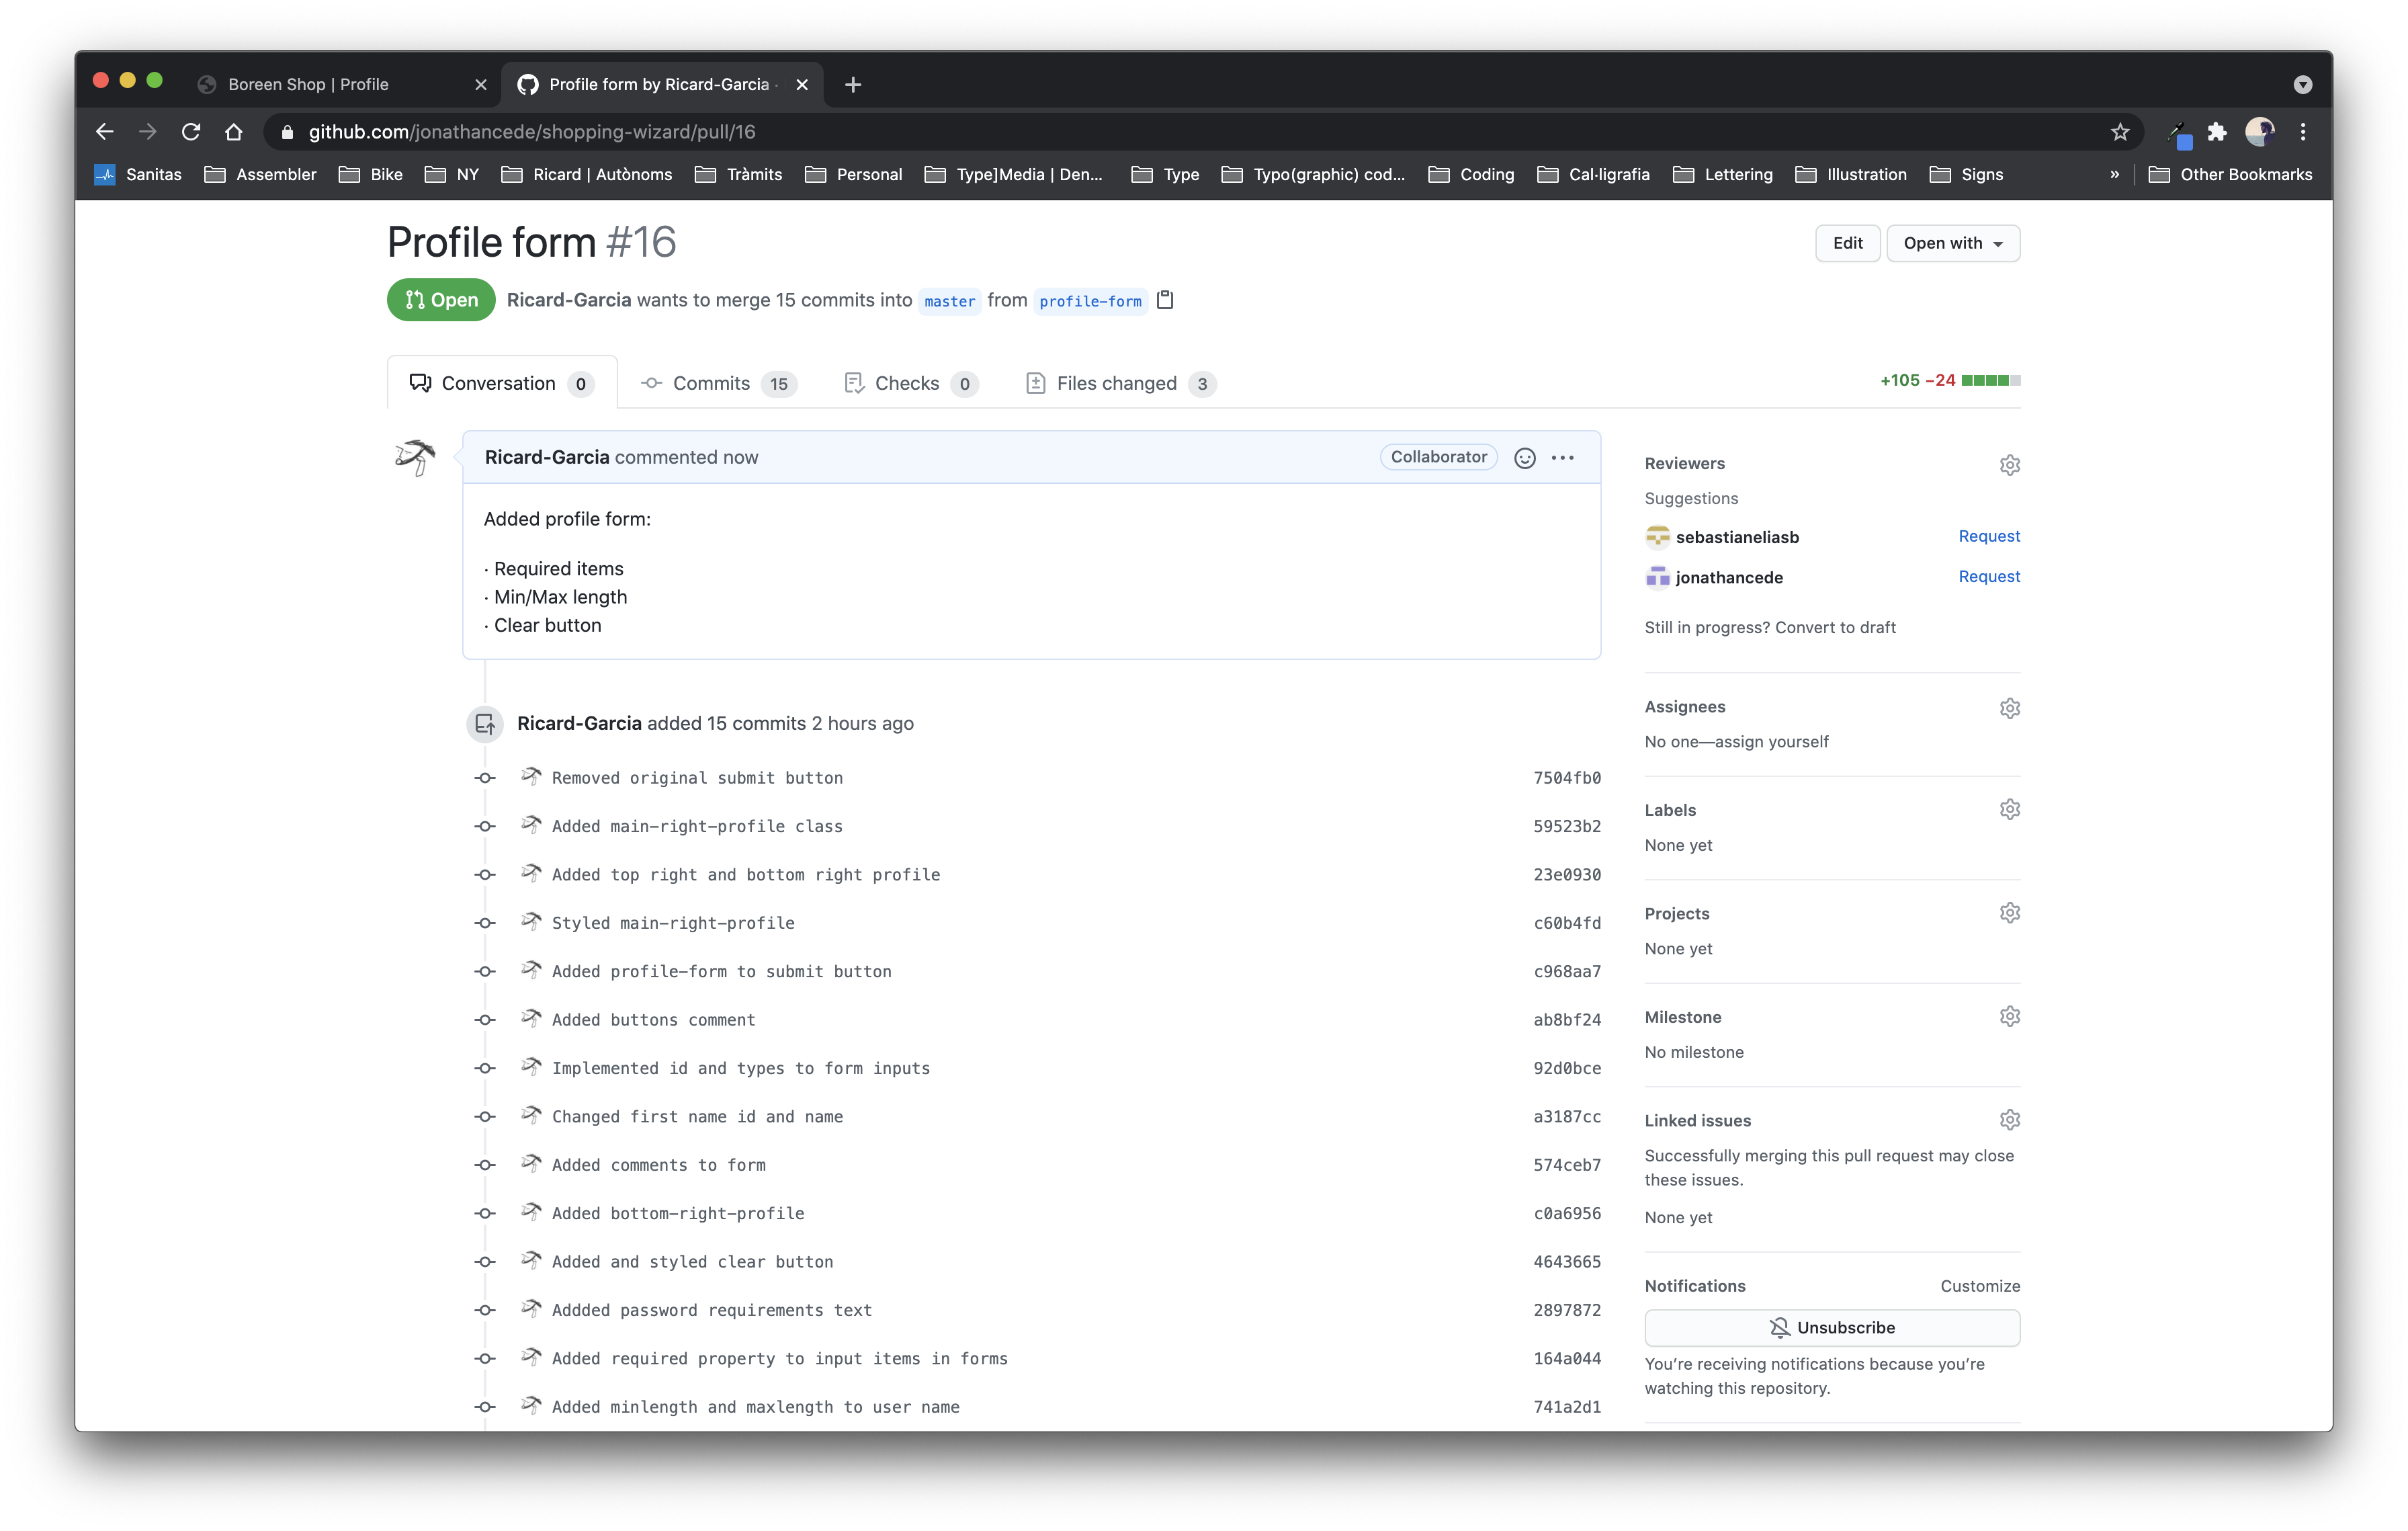 Boreen Shop | Profile
Profile form by Ricard-Garcia ·
github.com/jonathancede/shopping-wizard/pull/16
Sanitas Assembler Bike NY Ricard | Autònoms Tràmits Personal Type]Media | Den... Type Typo(graphic) cod... Coding Cal·ligrafia Lettering Illustration Signs » Other Bookmarks
Profile form #16
Edit Open with
Open Ricard-Garcia wants to merge 15 commits into master from profile-form
Conversation 0 Commits 15 Checks 0 Files changed 3
+105 −24
Ricard-Garcia commented now Collaborator
Added profile form:
· Required items
· Min/Max length
· Clear button
Ricard-Garcia added 15 commits 2 hours ago
Removed original submit button 7504fb0
Added main-right-profile class 59523b2
Added top right and bottom right profile 23e0930
Styled main-right-profile c60b4fd
Added profile-form to submit button c968aa7
Added buttons comment ab8bf24
Implemented id and types to form inputs 92d0bce
Changed first name id and name a3187cc
Added comments to form 574ceb7
Added bottom-right-profile c0a6956
Added and styled clear button 4643665
Addded password requirements text 2897872
Added required property to input items in forms 164a044
Added minlength and maxlength to user name 741a2d1
Reviewers
Suggestions
sebastianeliasb Request
jonathancede Request
Still in progress? Convert to draft
Assignees
No one—assign yourself
Labels
None yet
Projects
None yet
Milestone
No milestone
Linked issues
Successfully merging this pull request may close
these issues.
None yet
Notifications Customize
Unsubscribe
You’re receiving notifications because you’re
watching this repository.